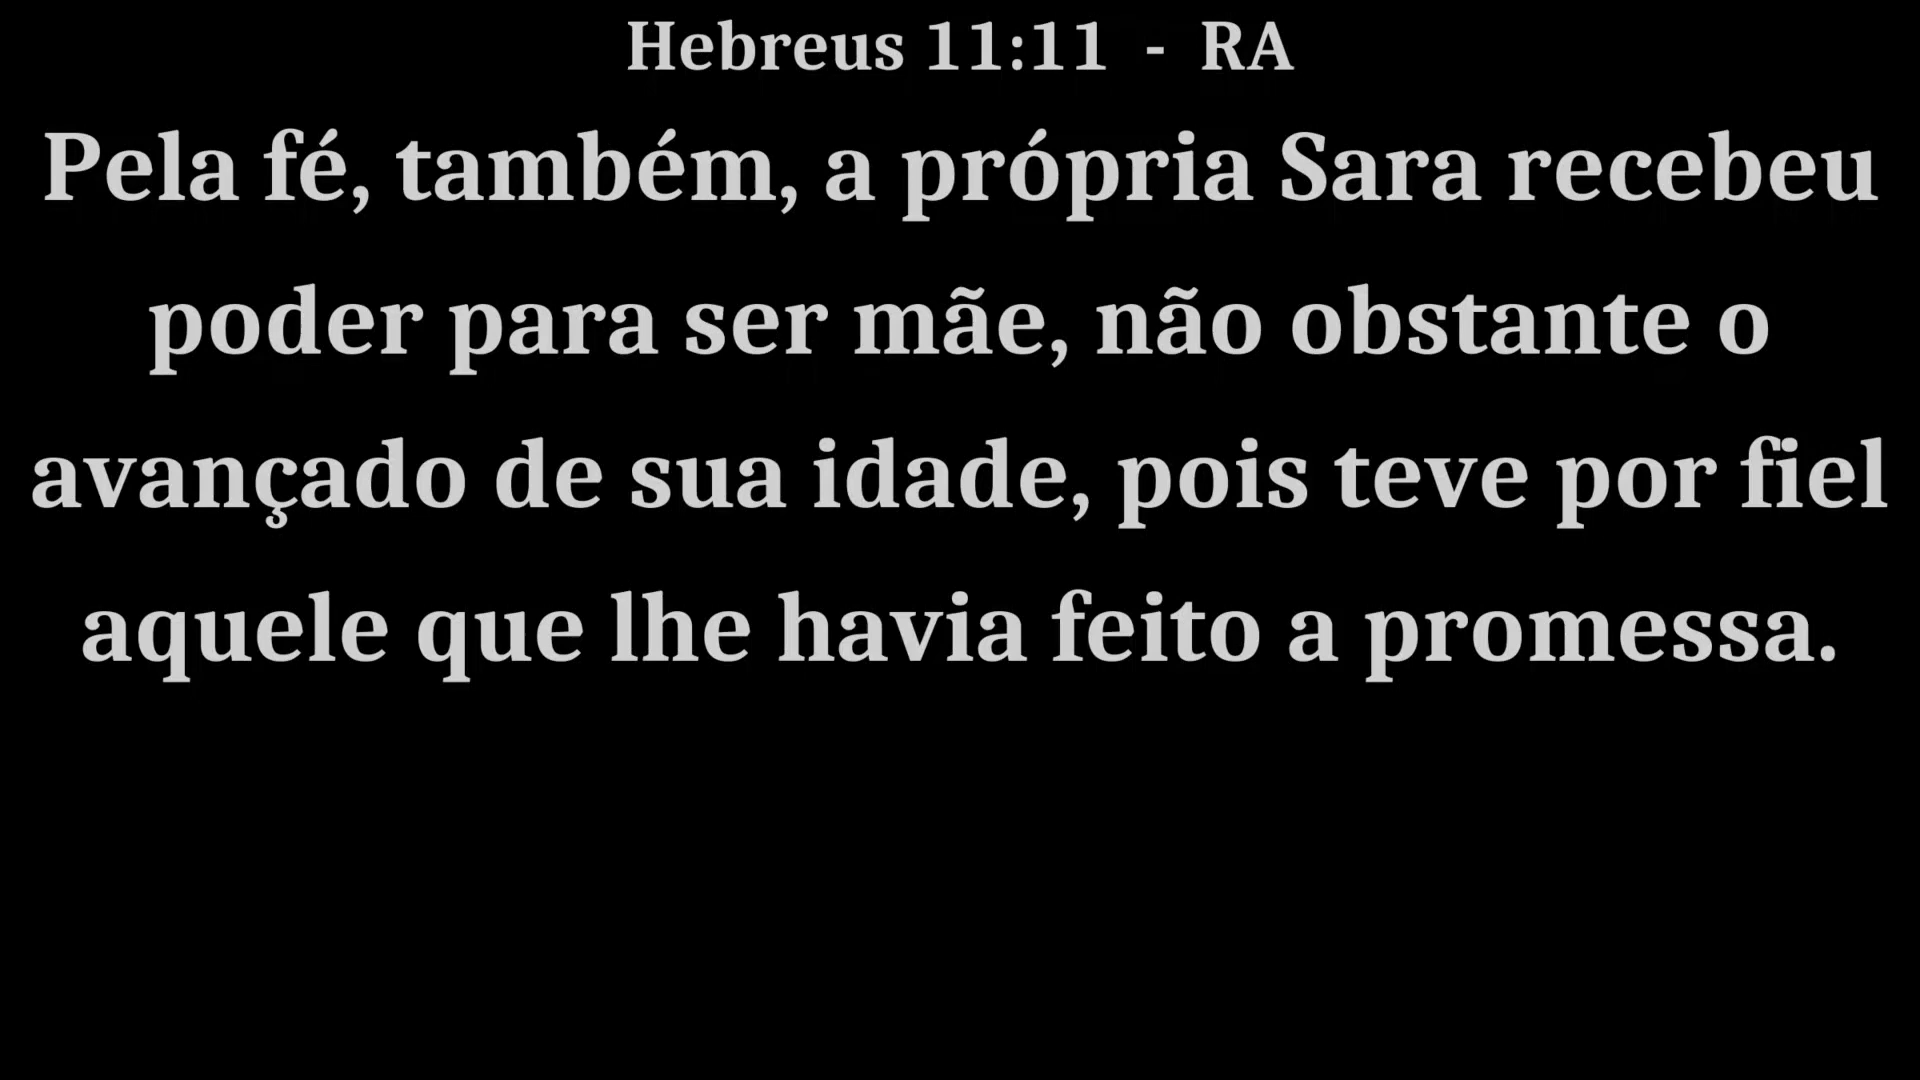 Hebreus 11:11 - RA
Pela fé, também, a própria Sara recebeu
poder para ser mãe, não obstante o
avançado de sua idade, pois teve por fiel
aquele que lhe havia feito a promessa.